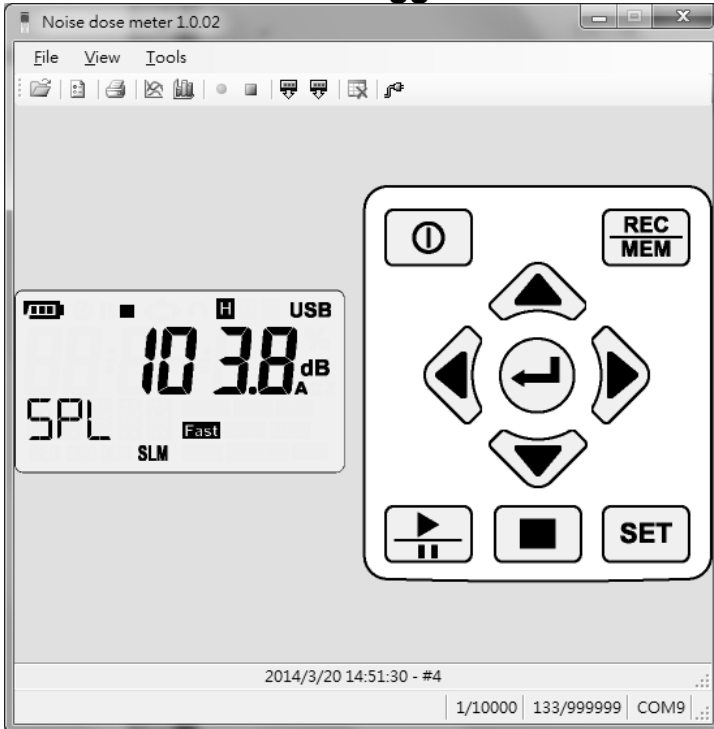 Noise dose meter 1.0.02
File View Tools
REC
MEM
H USB
103.8 dB
A
SPL Fast
SLM
SET
2014/3/20 14:51:30 - #4
1/10000 133/999999 COM9